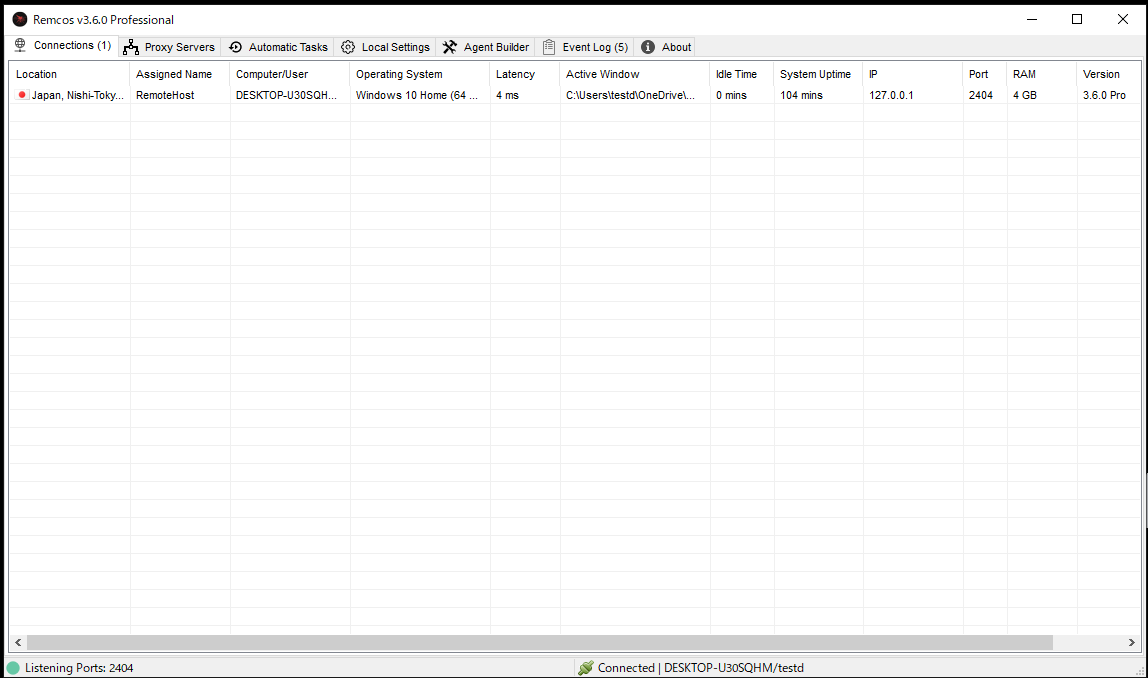 Remcos v3.6.0 Professional
Connections (1) Proxy Servers Automatic Tasks Local Settings Agent Builder Event Log (5) About
Location Assigned Name Computer/User Operating System Latency Active Window Idle Time System Uptime IP Port RAM Version
Japan, Nishi-Toky... RemoteHost DESKTOP-U30SQH... Windows 10 Home (64 ... 4 ms C:\Users\testd\OneDrive\... 0 mins 104 mins 127.0.0.1 2404 4 GB 3.6.0 Pro
Listening Ports: 2404 Connected | DESKTOP-U30SQHM/testd